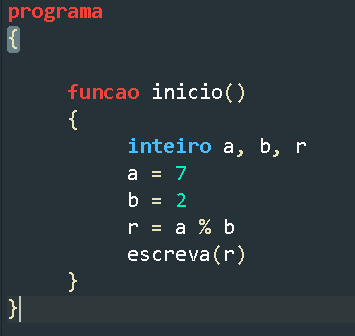 programa
{
funcao inicio()
{
inteiro a, b, r
a = 7
b = 2
r = a % b
escreva(r)
}
}